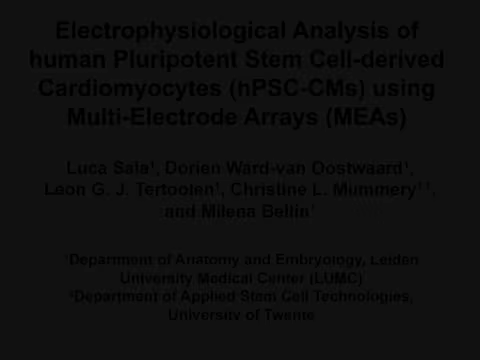 Electrophysiological Analysis of
human Pluripotent Stem Cell-derived
Cardiomyocytes (hPSC-CMs) using
Multi-Electrode Arrays (MEAs)
Luca Sala¹, Dorien Ward-van Oostwaard¹,
Leon G. J. Tertoolen¹, Christine L. Mummery¹˒²,
and Milena Bellin¹
¹Department of Anatomy and Embryology, Leiden
University Medical Center (LUMC)
²Department of Applied Stem Cell Technologies,
University of Twente